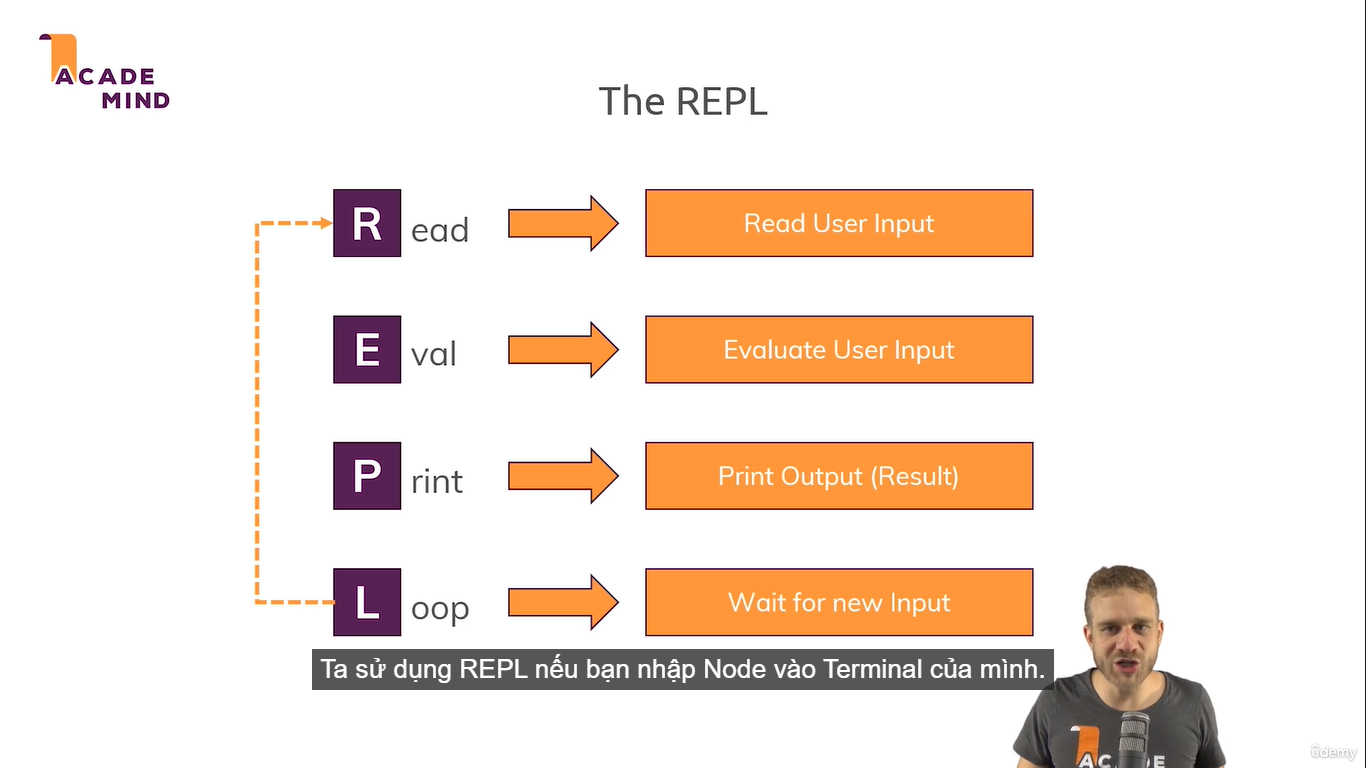 ACADE
MIND
The REPL
R ead
Read User Input
E val
Evaluate User Input
P rint
Print Output (Result)
L oop
Wait for new Input
Ta sử dụng REPL nếu bạn nhập Node vào Terminal của mình.
ACADE
ûdemy